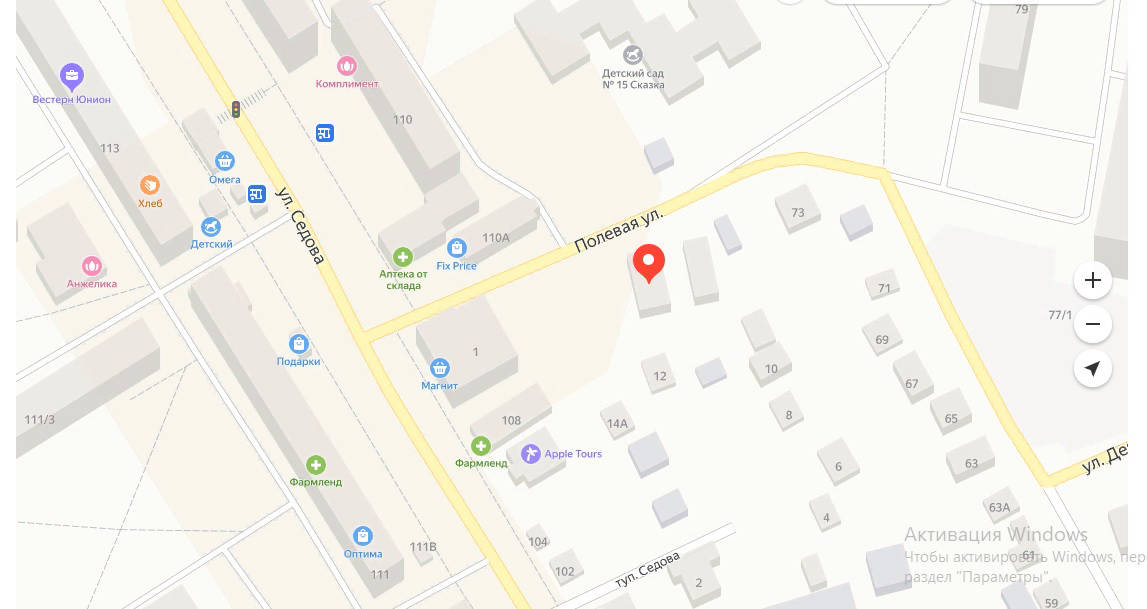 79
Детский сад
№ 15 Сказка
Комплимент
Вестерн Юнион
110
113
Омега
Хлеб
ул. Седова
Детский
Полевая ул.
73
110А
Fix Price
Аптека от
склада
Анжелика
71
77/1
69
Подарки
1
Магнит
12
10
67
111/3
108
14А
8
65
Фармленд
Apple Tours
63
6
Фармленд
63А
4
Оптима
111В
111
104
102
туп. Седова
2
61
59
Активация Windows
Чтобы активировать Windows, пер
раздел "Параметры".